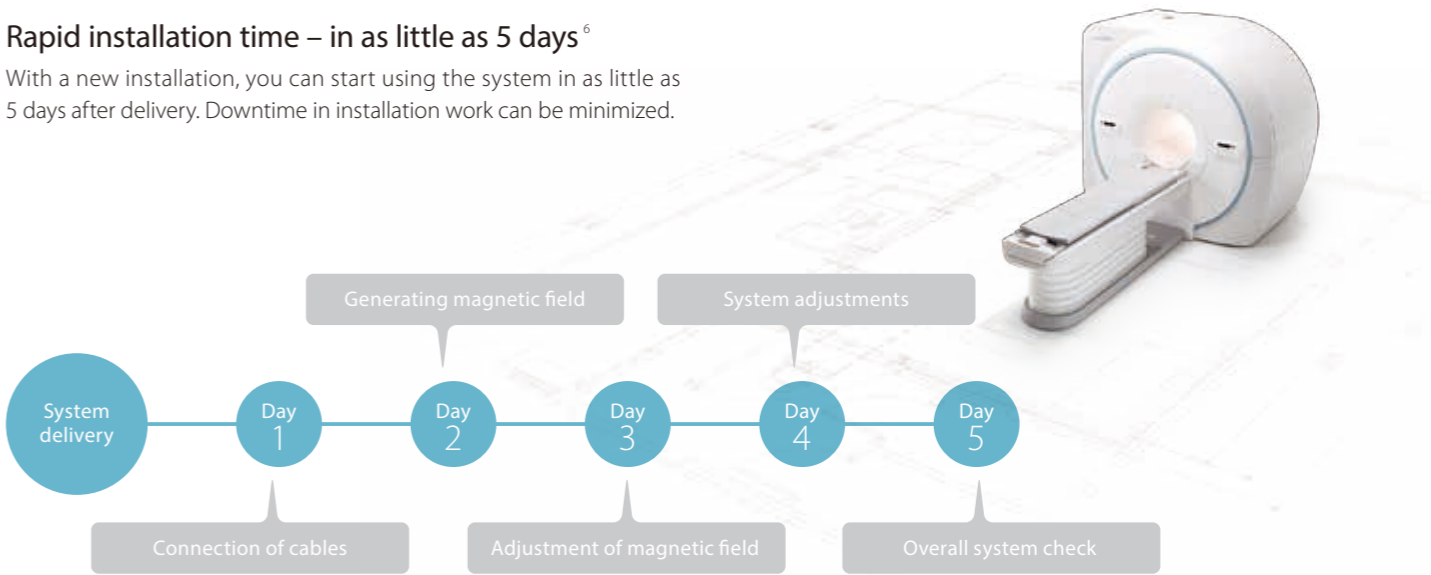 Rapid installation time – in as little as 5 days 6
With a new installation, you can start using the system in as little as
5 days after delivery. Downtime in installation work can be minimized.
Generating magnetic field
System adjustments
System
delivery
Day
1
Day
2
Day
3
Day
4
Day
5
Connection of cables
Adjustment of magnetic field
Overall system check